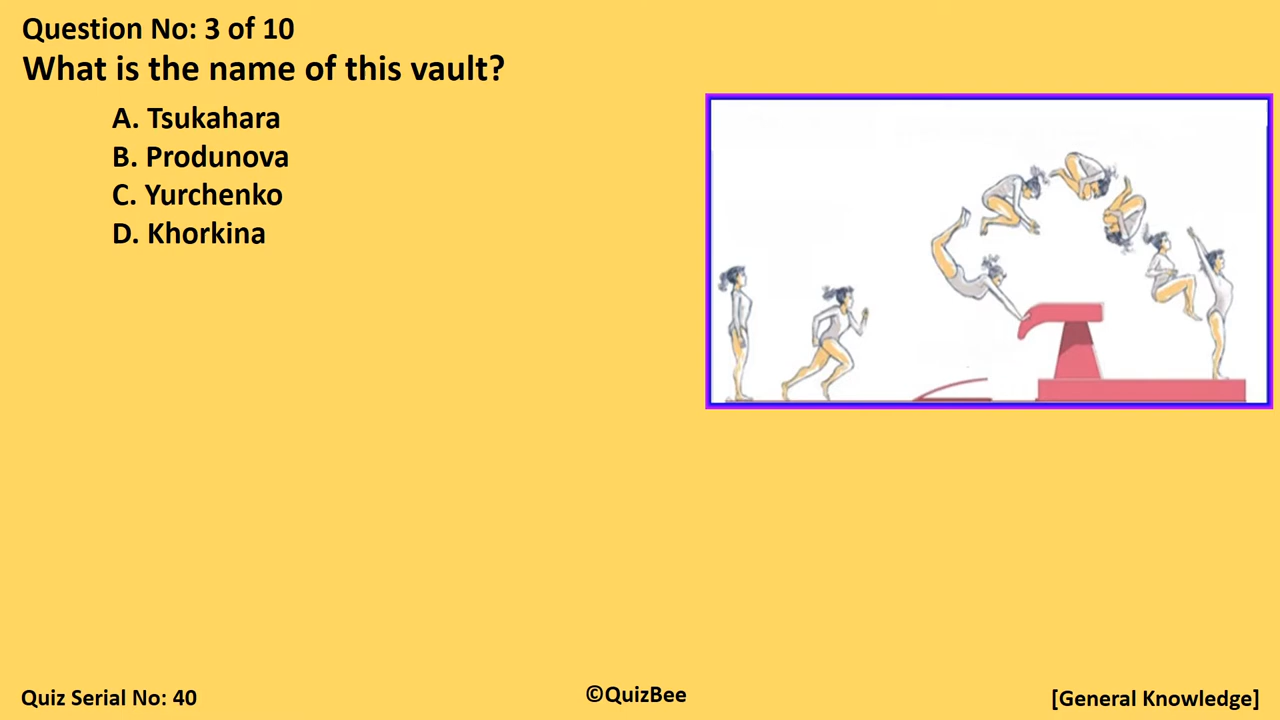 Question No: 3 of 10
What is the name of this vault?
A. Tsukahara
B. Produnova
C. Yurchenko
D. Khorkina
Quiz Serial No: 40
©QuizBee
[General Knowledge]